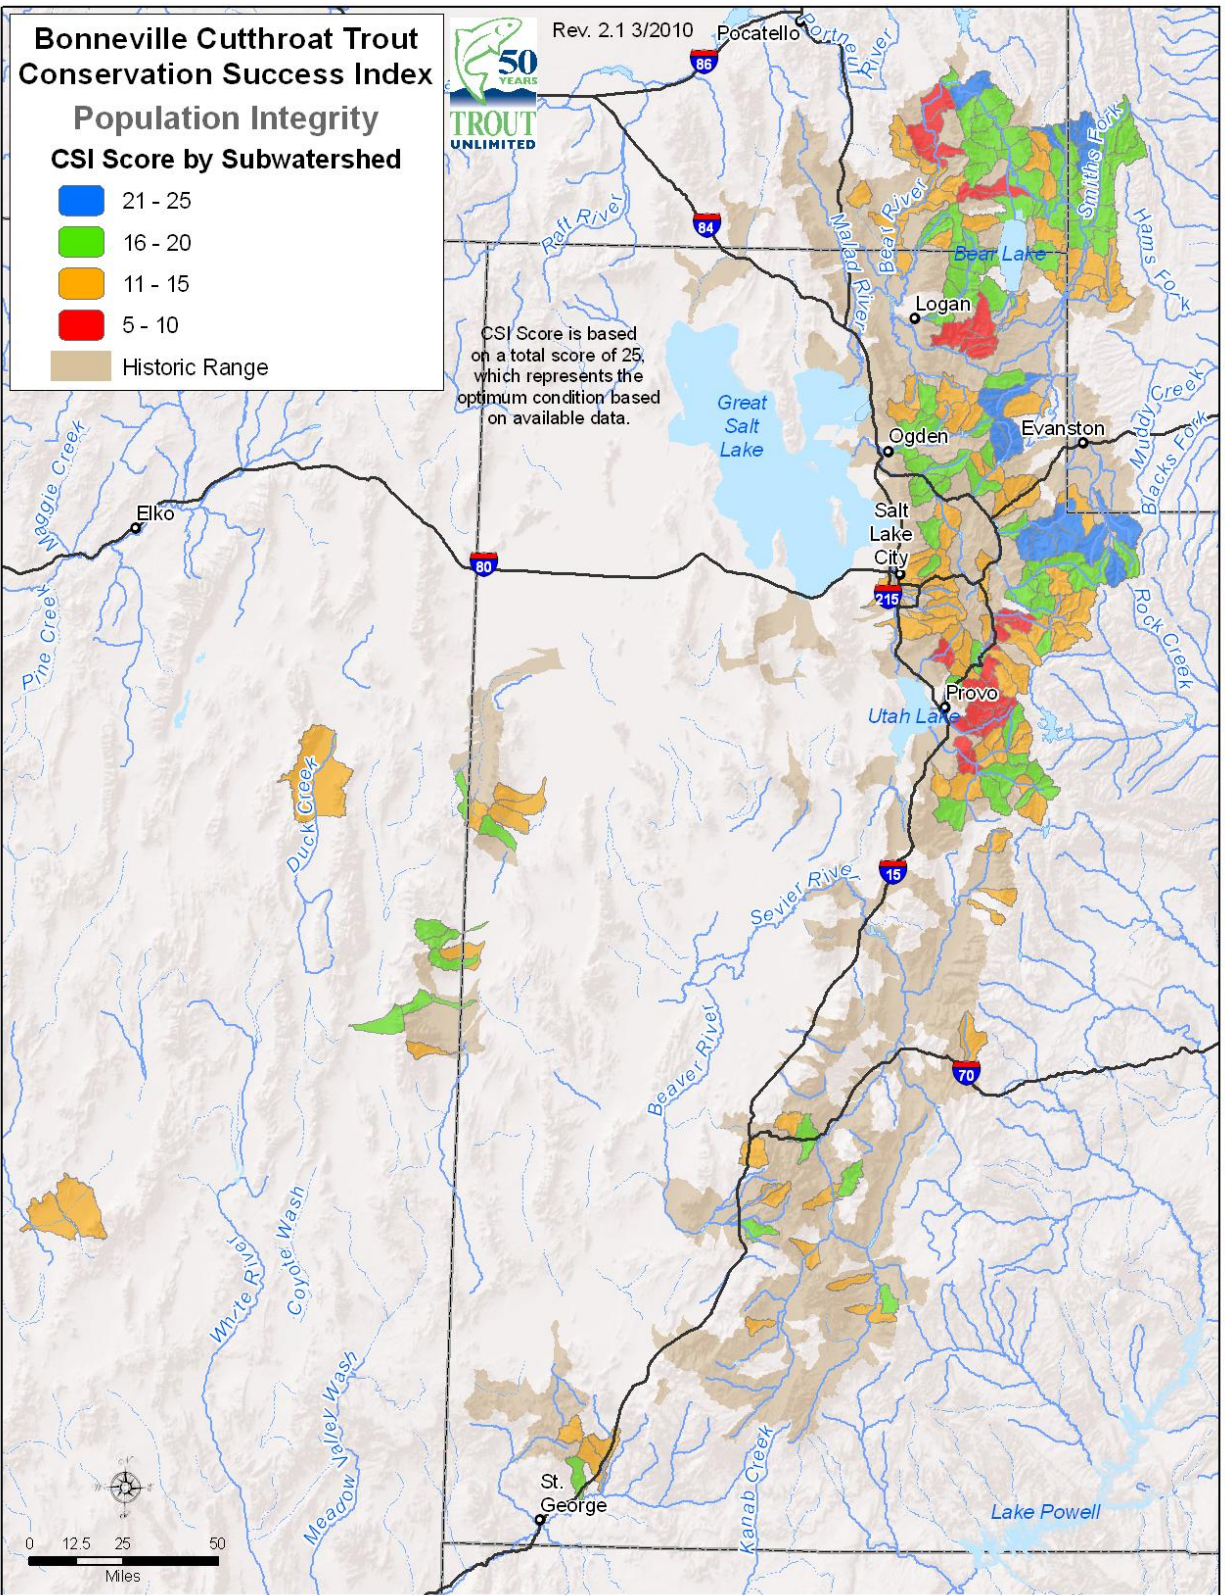 Bonneville Cutthroat Trout
Conservation Success Index
Population Integrity
CSI Score by Subwatershed
21 - 25
16 - 20
11 - 15
5 - 10
Historic Range
50
YEARS
TROUT
UNLIMITED
Rev. 2.1 3/2010
Pocatello
Portneuf
River
86
Raft River
84
Malad River
Bear River
Smiths Fork
Hams Fork
Bear Lake
Logan
CSI Score is based
on a total score of 25,
which represents the
optimum condition based
on available data.
Great
Salt
Lake
Ogden
Evanston
Muddy Creek
Blacks Fork
Maggie Creek
Elko
Salt
Lake
City
80
215
Pine Creek
Rock Creek
Provo
Utah Lake
Duck Creek
15
Sevier River
Beaver River
70
White River
Coyote Wash
Meadow Valley Wash
Kanab Creek
St.
George
Lake Powell
0 12.5 25 50
Miles